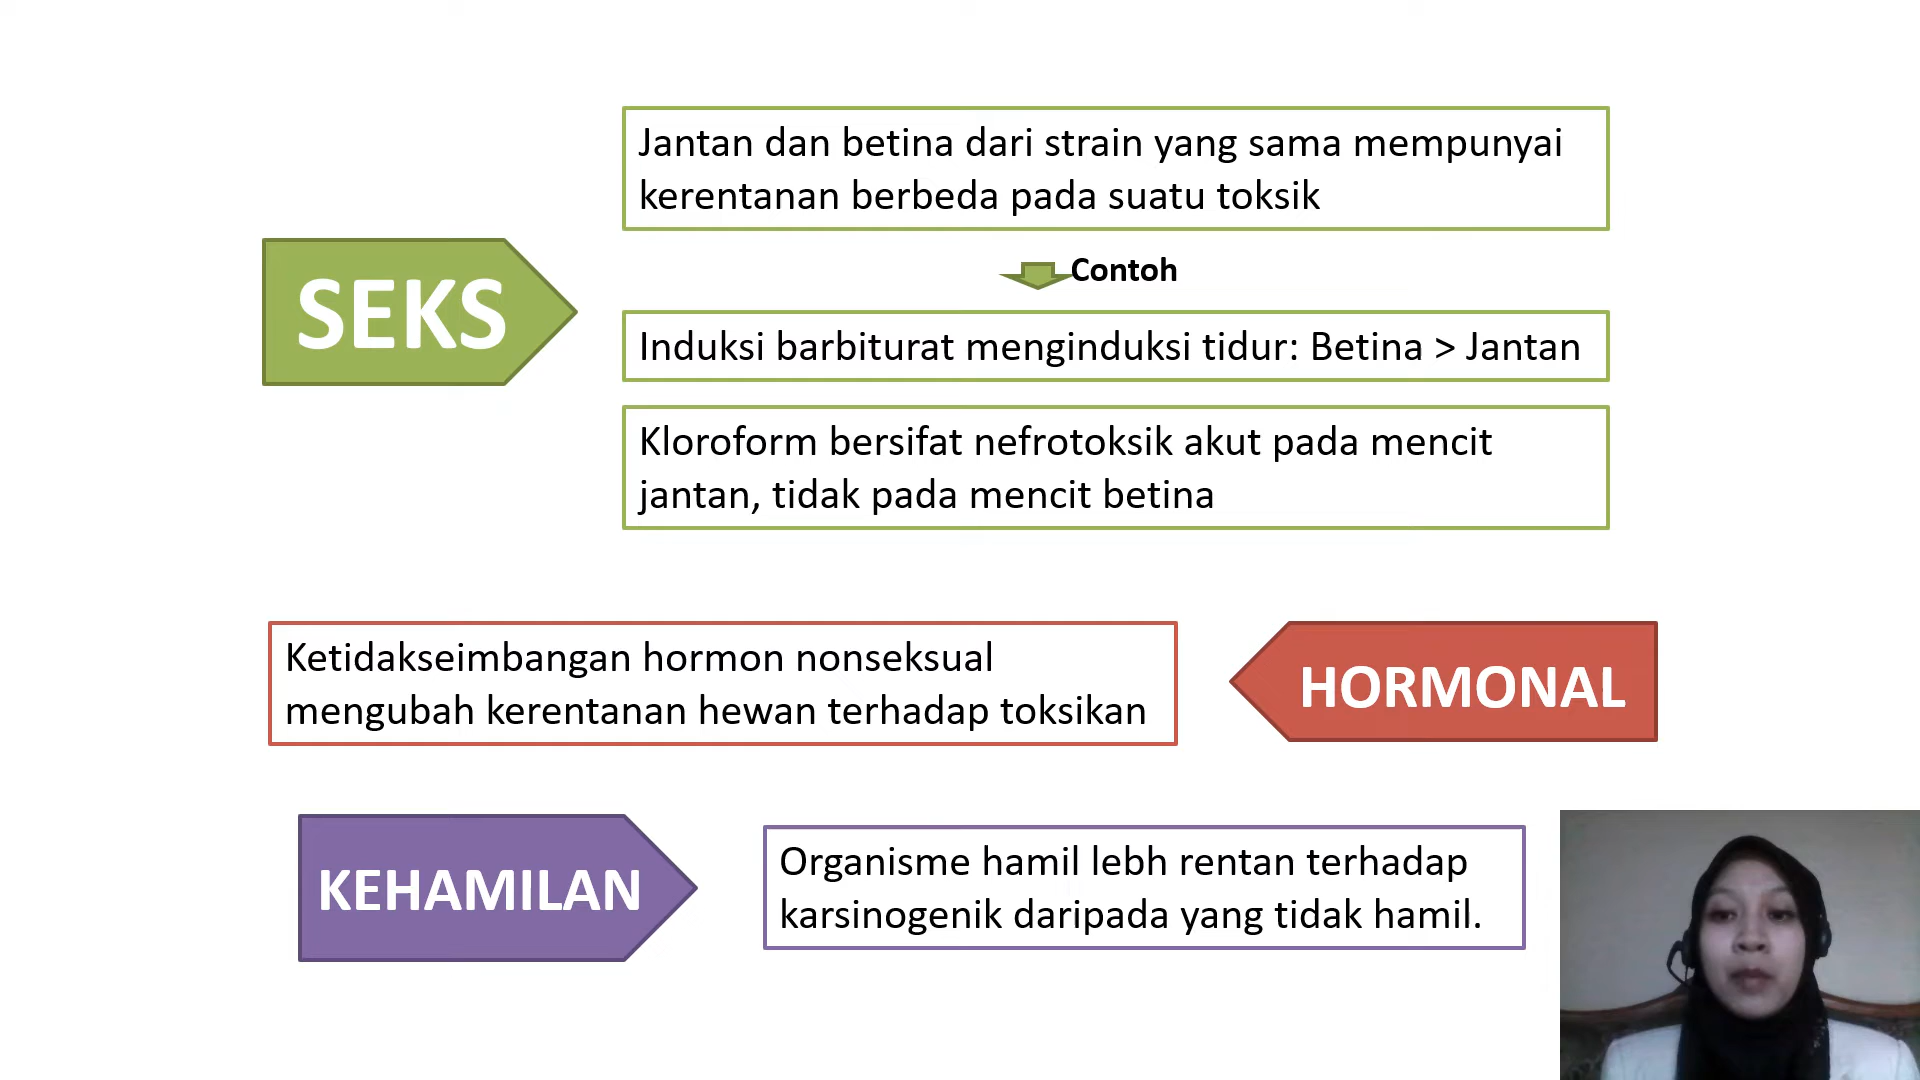 Jantan dan betina dari strain yang sama mempunyai
kerentanan berbeda pada suatu toksik
SEKS
Contoh
Induksi barbiturat menginduksi tidur: Betina > Jantan
Kloroform bersifat nefrotoksik akut pada mencit
jantan, tidak pada mencit betina
Ketidakseimbangan hormon nonseksual
mengubah kerentanan hewan terhadap toksikan
HORMONAL
KEHAMILAN
Organisme hamil lebh rentan terhadap
karsinogenik daripada yang tidak hamil.